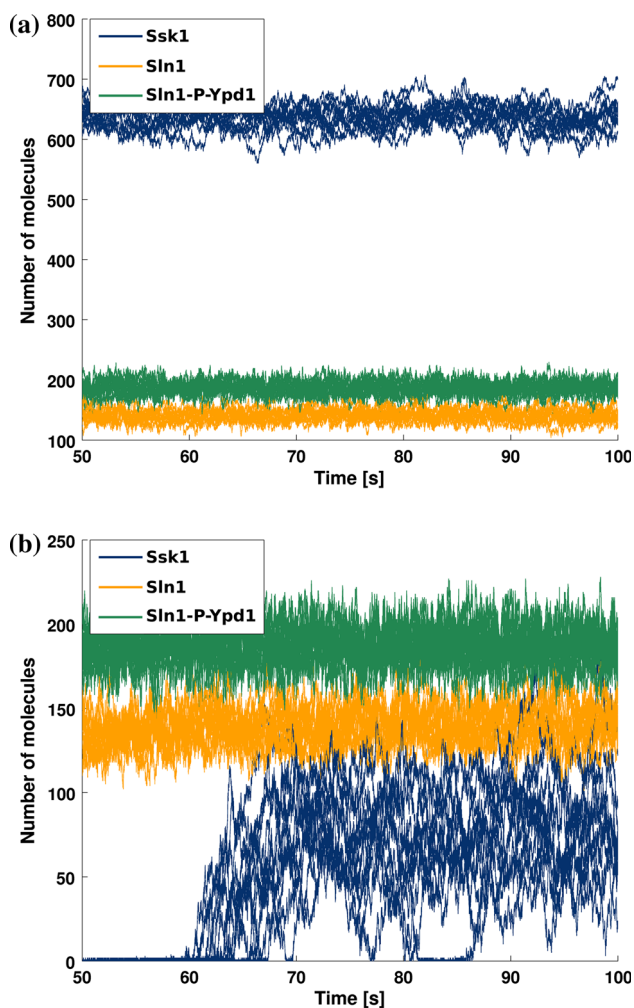 (a)
800
700
600
500
400
300
200
100
Number of molecules
Ssk1
Sln1
Sln1-P-Ypd1
50 60 70 80 90 100
Time [s]
(b)
250
200
150
100
50
0
Number of molecules
Ssk1
Sln1
Sln1-P-Ypd1
50 60 70 80 90 100
Time [s]